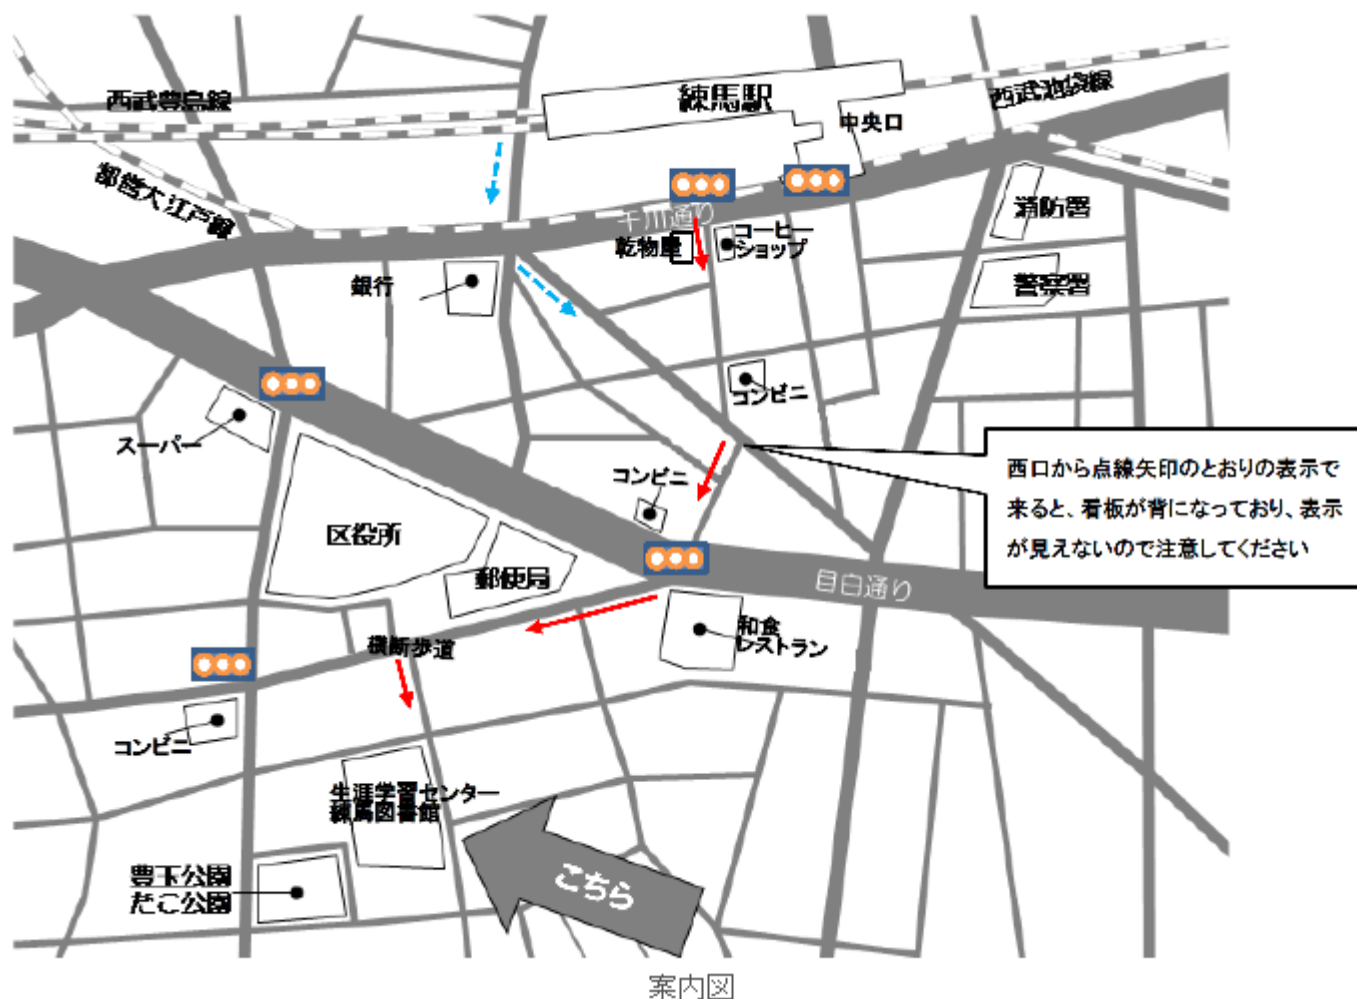 西武豊島線
練馬駅
西武池袋線
中央口
都営大江戸線
千川通り
消防署
乾物屋
コーヒー
ショップ
警察署
銀行
コンビニ
スーパー
コンビニ
西口から点線矢印のとおりの表示で
来ると、看板が背になっており、表示
が見えないので注意してください
区役所
郵便局
目白通り
和食
レストラン
横断歩道
コンビニ
生涯学習センター
練馬図書館
豊玉公園
たこ公園
こちら
案内図